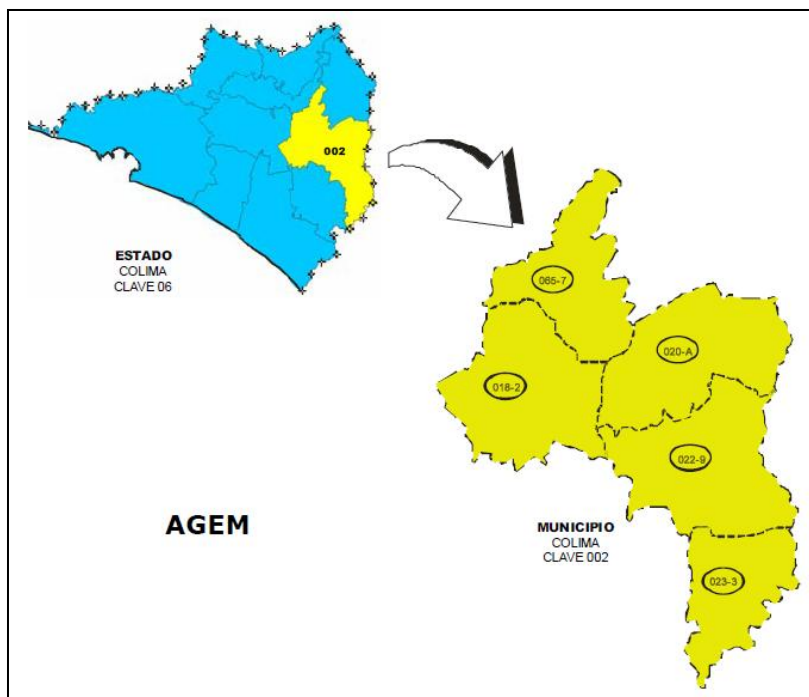 002
ESTADO
COLIMA
CLAVE 06
065-7
020-A
018-2
022-9
AGEM
MUNICIPIO
COLIMA
CLAVE 002
023-3